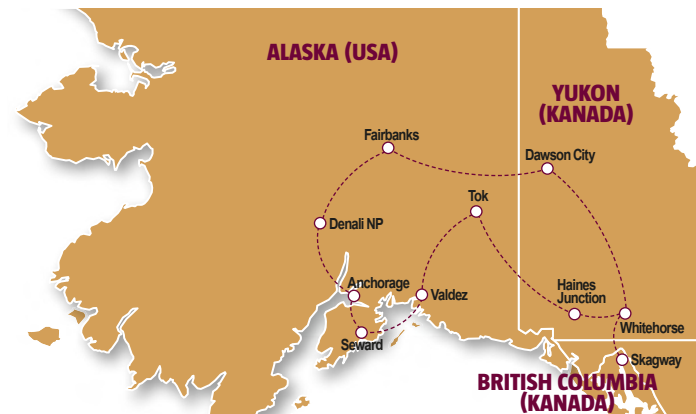 ALASKA (USA)
YUKON
(KANADA)
Fairbanks
Dawson City
Tok
Denali NP
Anchorage
Valdez
Haines
Junction
Whitehorse
Seward
Skagway
BRITISH COLUMBIA
(KANADA)